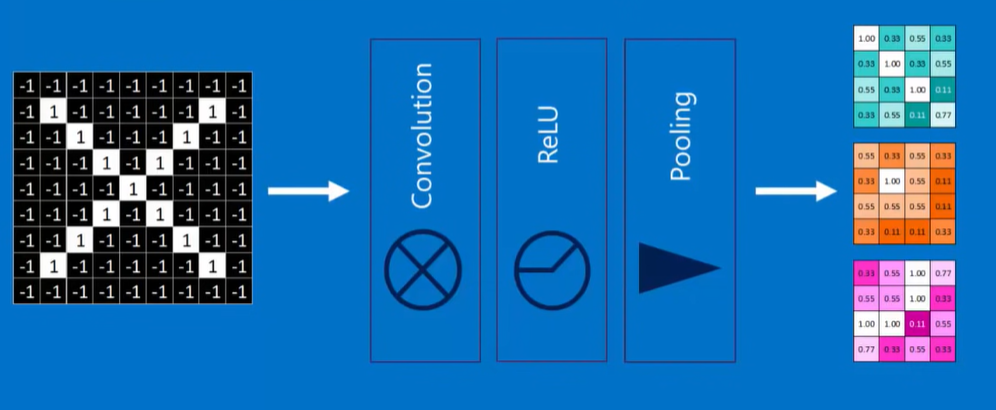 -1 -1 -1 -1 -1 -1 -1 -1 -1
-1 1 -1 -1 -1 -1 -1 1 -1
-1 -1 1 -1 -1 -1 1 -1 -1
-1 -1 -1 1 -1 1 -1 -1 -1
-1 -1 -1 -1 1 -1 -1 -1 -1
-1 -1 -1 1 -1 1 -1 -1 -1
-1 -1 1 -1 -1 -1 1 -1 -1
-1 1 -1 -1 -1 -1 -1 1 -1
-1 -1 -1 -1 -1 -1 -1 -1 -1
Convolution
ReLU
Pooling
1.00 0.33 0.55 0.33
0.33 1.00 0.33 0.55
0.55 0.33 1.00 0.11
0.33 0.55 0.11 0.77
0.55 0.33 0.55 0.33
0.33 1.00 0.55 0.11
0.55 0.55 0.55 0.11
0.33 0.11 0.11 0.33
0.33 0.55 1.00 0.77
0.55 0.55 1.00 0.33
1.00 1.00 0.11 0.55
0.77 0.33 0.55 0.33